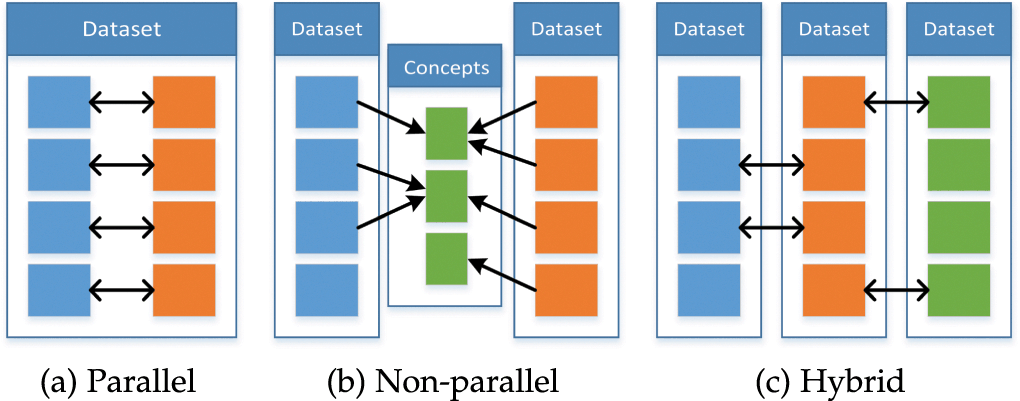 Dataset
Dataset
Concepts
Dataset
Dataset
Dataset
Dataset
(a) Parallel
(b) Non-parallel
(c) Hybrid